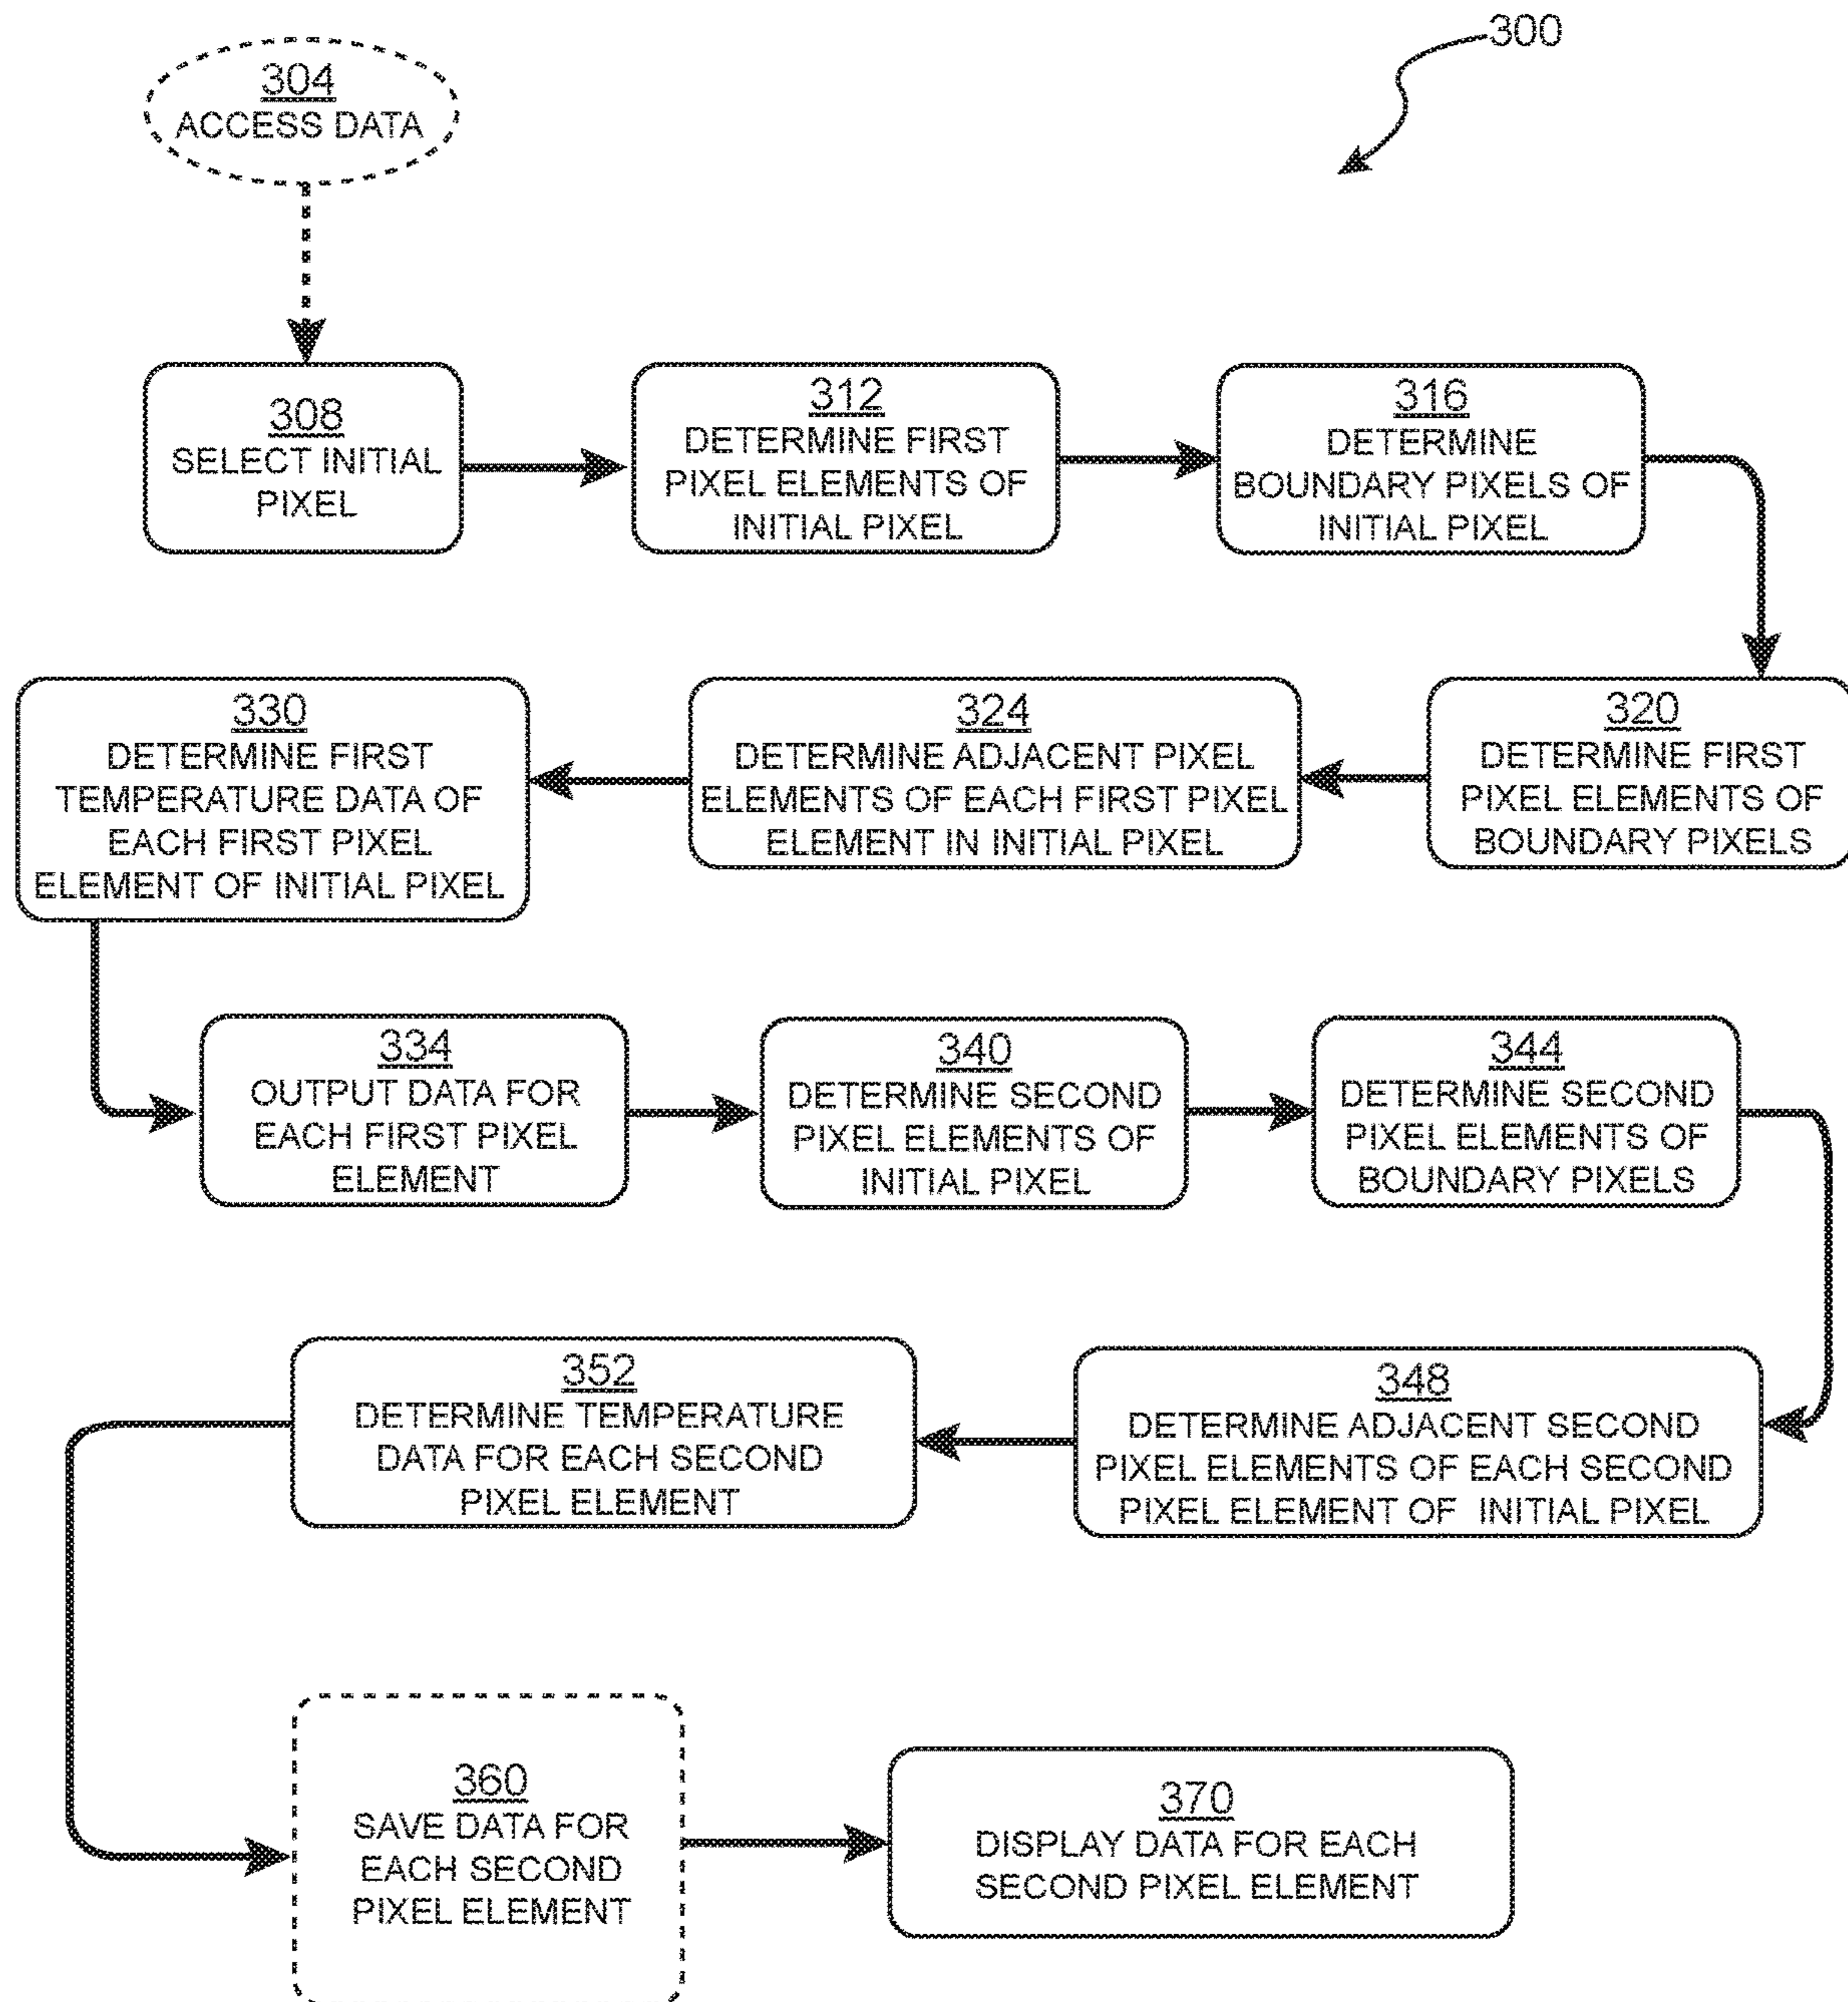 300
304
ACCESS DATA
308
SELECT INITIAL
PIXEL
312
DETERMINE FIRST
PIXEL ELEMENTS OF
INITIAL PIXEL
316
DETERMINE
BOUNDARY PIXELS OF
INITIAL PIXEL
320
DETERMINE FIRST
PIXEL ELEMENTS OF
BOUNDARY PIXELS
324
DETERMINE ADJACENT PIXEL
ELEMENTS OF EACH FIRST PIXEL
ELEMENT IN INITIAL PIXEL
330
DETERMINE FIRST
TEMPERATURE DATA OF
EACH FIRST PIXEL
ELEMENT OF INITIAL PIXEL
334
OUTPUT DATA FOR
EACH FIRST PIXEL
ELEMENT
340
DETERMINE SECOND
PIXEL ELEMENTS OF
INITIAL PIXEL
344
DETERMINE SECOND
PIXEL ELEMENTS OF
BOUNDARY PIXELS
348
DETERMINE ADJACENT SECOND
PIXEL ELEMENTS OF EACH SECOND
PIXEL ELEMENT OF INITIAL PIXEL
352
DETERMINE TEMPERATURE
DATA FOR EACH SECOND
PIXEL ELEMENT
360
SAVE DATA FOR
EACH SECOND
PIXEL ELEMENT
370
DISPLAY DATA FOR EACH
SECOND PIXEL ELEMENT